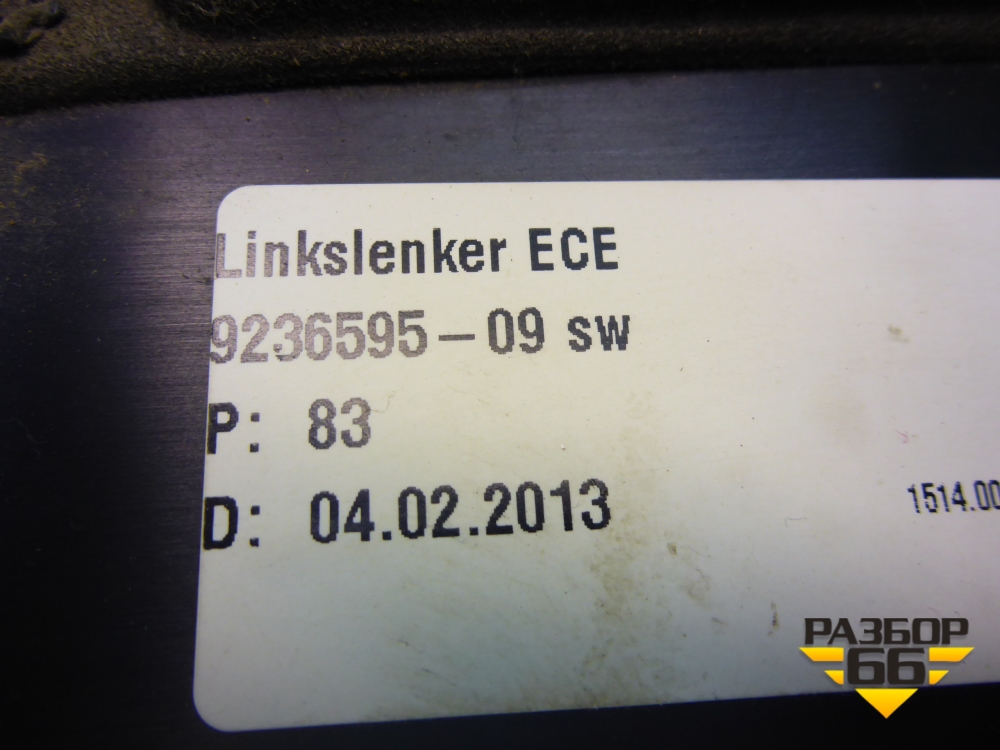 Linkslenker ECE
9236595-09 sw
P: 83
D: 04.02.2013
1514.00
РАЗБОР
66